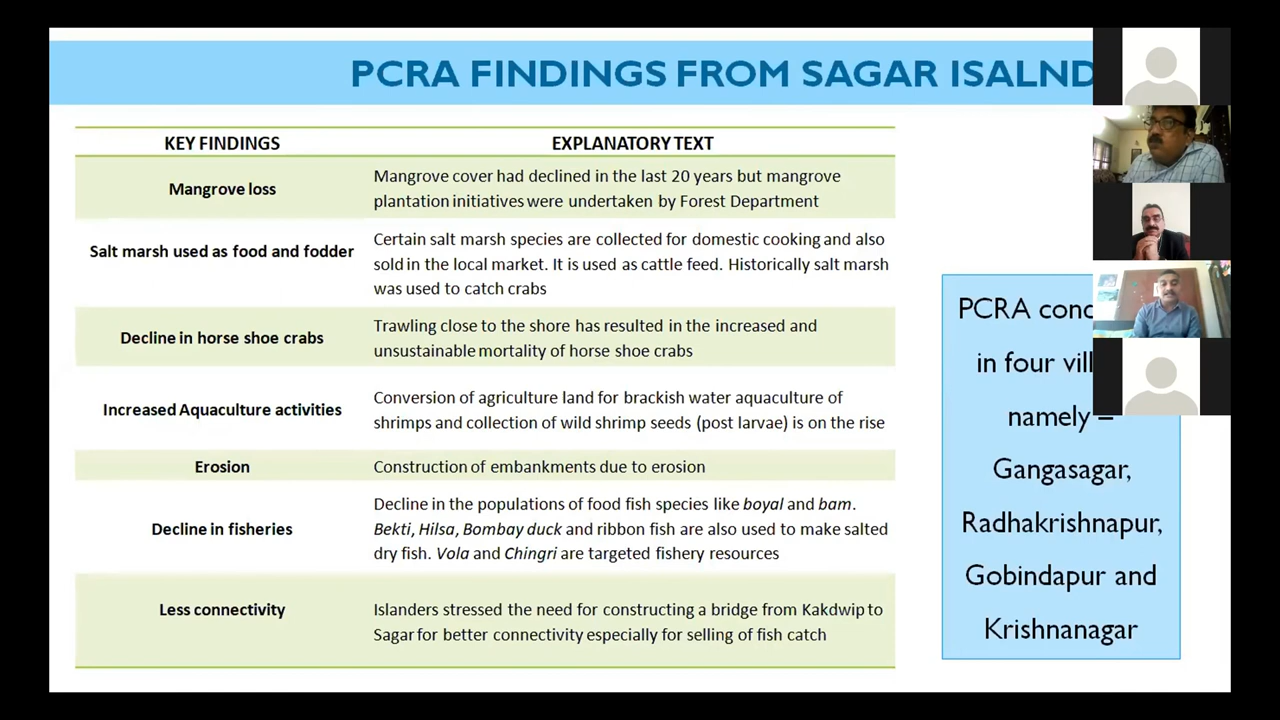 PCRA FINDINGS FROM SAGAR ISALND
KEY FINDINGS
EXPLANATORY TEXT
Mangrove loss
Mangrove cover had declined in the last 20 years but mangrove
plantation initiatives were undertaken by Forest Department
Salt marsh used as food and fodder
Certain salt marsh species are collected for domestic cooking and also
sold in the local market. It is used as cattle feed. Historically salt marsh
was used to catch crabs
Decline in horse shoe crabs
Trawling close to the shore has resulted in the increased and
unsustainable mortality of horse shoe crabs
Increased Aquaculture activities
Conversion of agriculture land for brackish water aquaculture of
shrimps and collection of wild shrimp seeds (post larvae) is on the rise
Erosion
Construction of embankments due to erosion
Decline in fisheries
Decline in the populations of food fish species like boyal and bam.
Bekti, Hilsa, Bombay duck and ribbon fish are also used to make salted
dry fish. Vola and Chingri are targeted fishery resources
Less connectivity
Islanders stressed the need for constructing a bridge from Kakdwip to
Sagar for better connectivity especially for selling of fish catch
PCRA
in four
namely –
Gangasagar,
Radhakrishnapur,
Gobindapur and
Krishnanagar